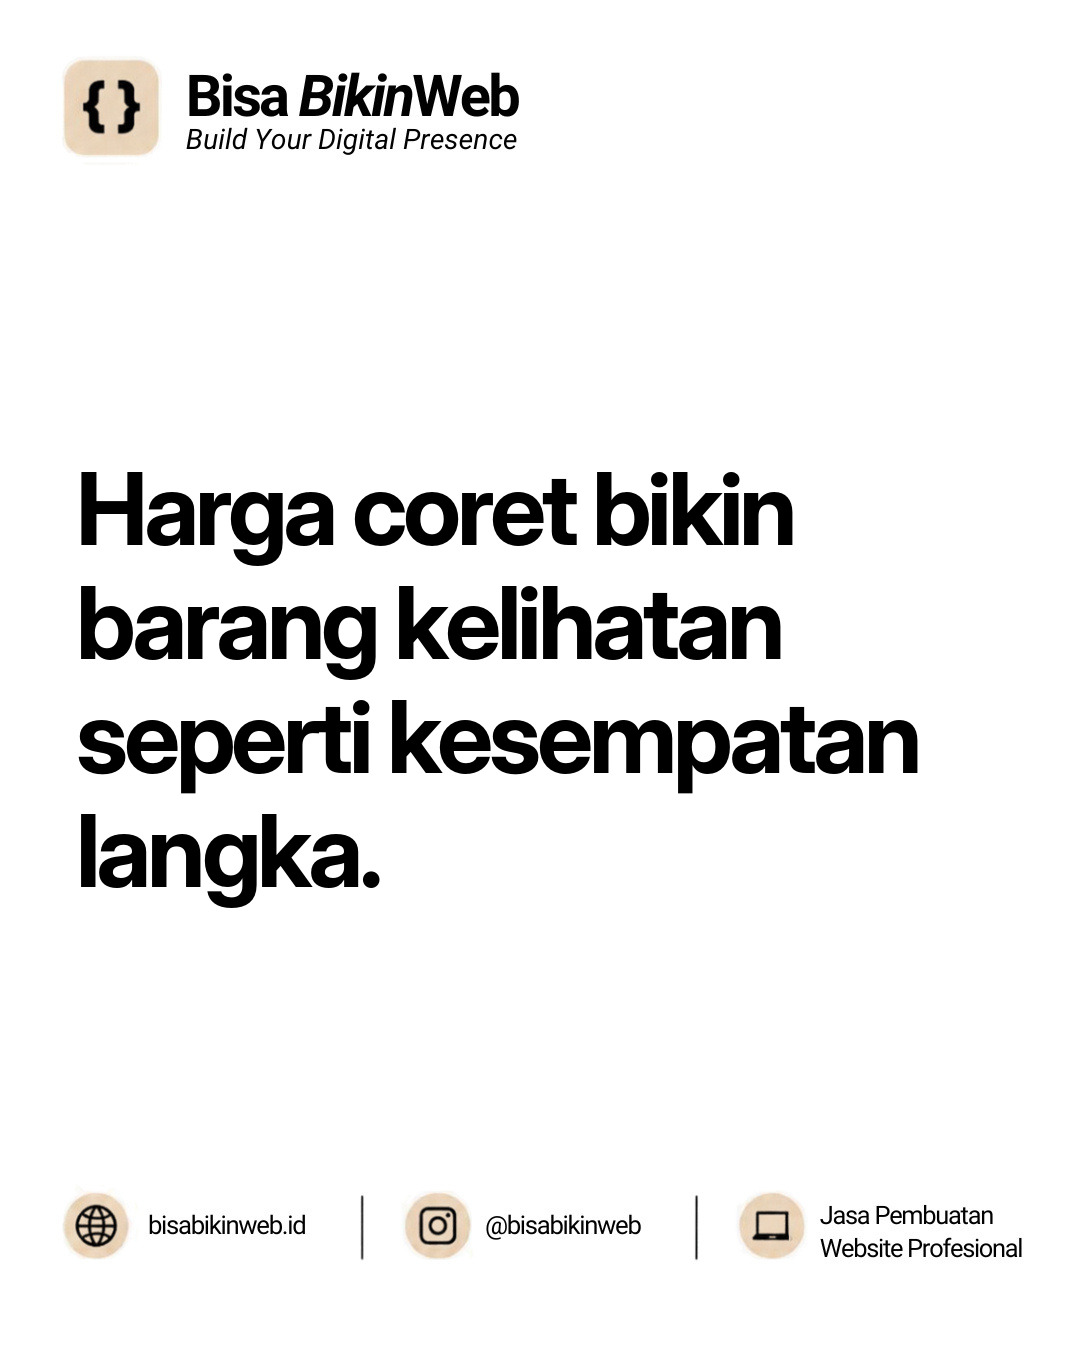 { }
Bisa BikinWeb
Build Your Digital Presence
Harga coret bikin
barang kelihatan
seperti kesempatan
langka.
bisabikinweb.id
@bisabikinweb
Jasa Pembuatan
Website Profesional